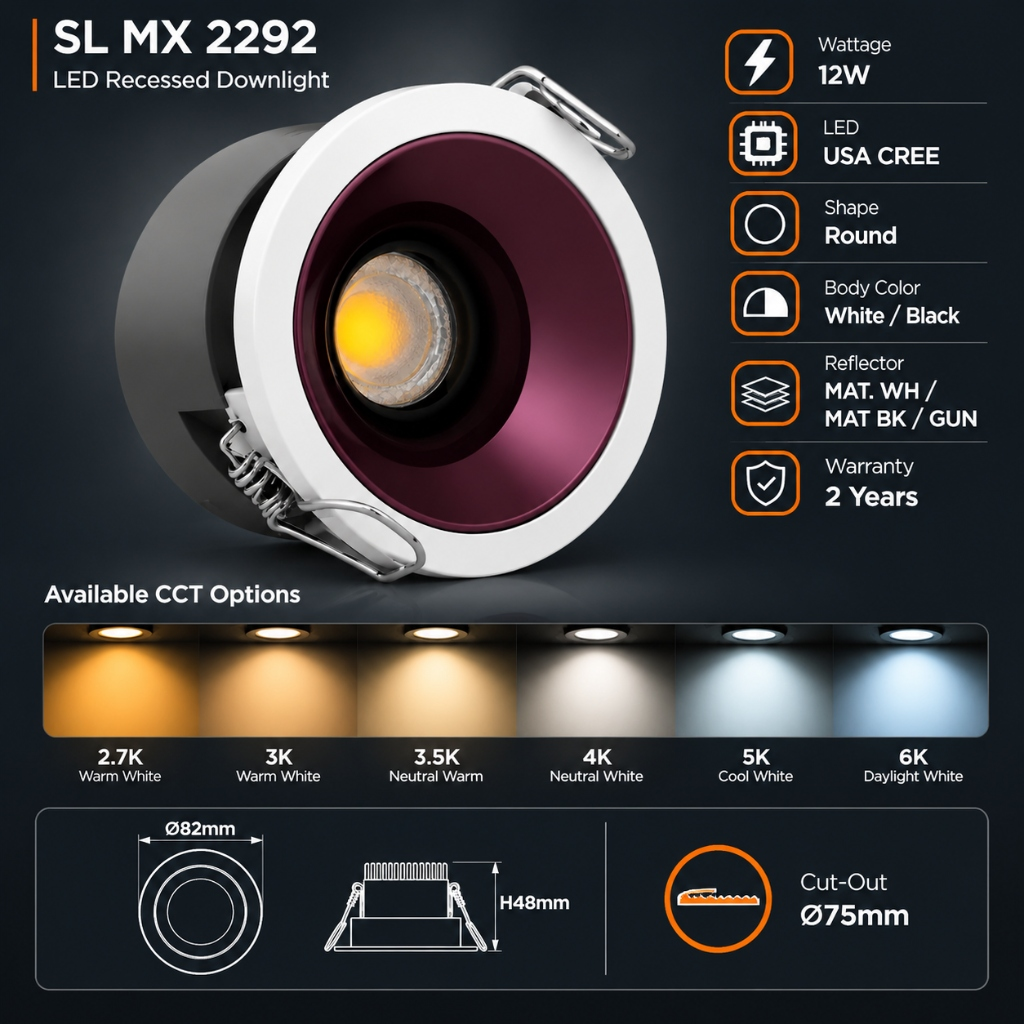 SL MX 2292
LED Recessed Downlight
Wattage
12W
LED
USA CREE
Shape
Round
Body Color
White / Black
Reflector
MAT. WH /
MAT BK / GUN
Warranty
2 Years
Available CCT Options
2.7K
Warm White
3K
Warm White
3.5K
Neutral Warm
4K
Neutral White
5K
Cool White
6K
Daylight White
Ø82mm
H48mm
Cut-Out
Ø75mm